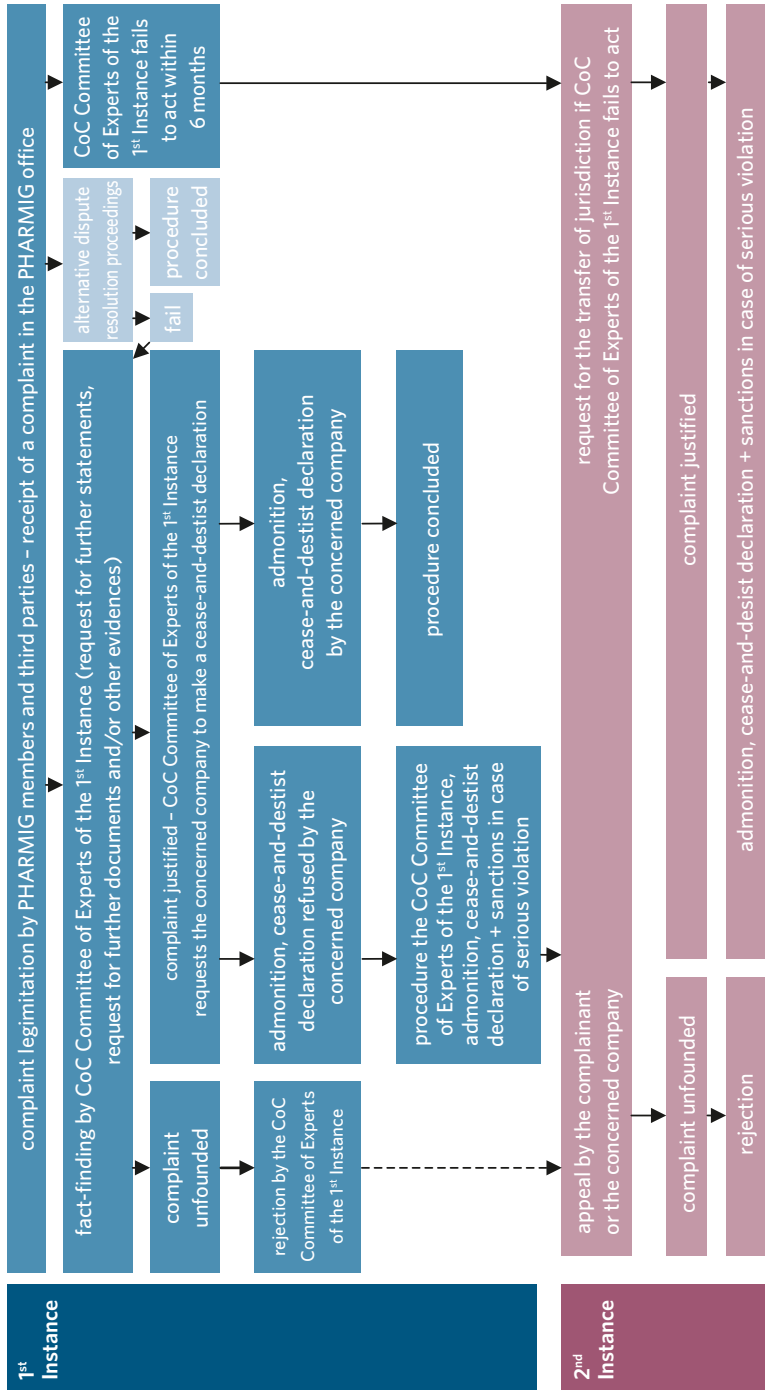 1st
Instance
complaint legimitation by PHARMIG members and third parties – receipt of a complaint in the PHARMIG office
fact-finding by CoC Committee of Experts of the 1st Instance (request for further statements,
request for further documents and/or other evidences)
alternative dispute
resolution proceedings
CoC Committee
of Experts of the
1st Instance fails
to act within
6 months
complaint
unfounded
complaint justified – CoC Committee of Experts of the 1st Instance
requests the concerned company to make a cease-and-destist declaration
fail
procedure
concluded
rejection by the CoC
Committee of Experts
of the 1st Instance
admonition, cease-and-destist
declaration refused by the
concerned company
admonition,
cease-and-destist declaration
by the concerned company
procedure the CoC Committee
of Experts of the 1st Instance,
admonition, cease-and-destist
declaration + sanctions in case
of serious violation
procedure concluded
2nd
Instance
appeal by the complainant
or the concerned company
request for the transfer of jurisdiction if CoC
Committee of Experts of the 1st Instance fails to act
complaint unfounded
complaint justified
rejection
admonition, cease-and-desist declaration + sanctions in case of serious violation